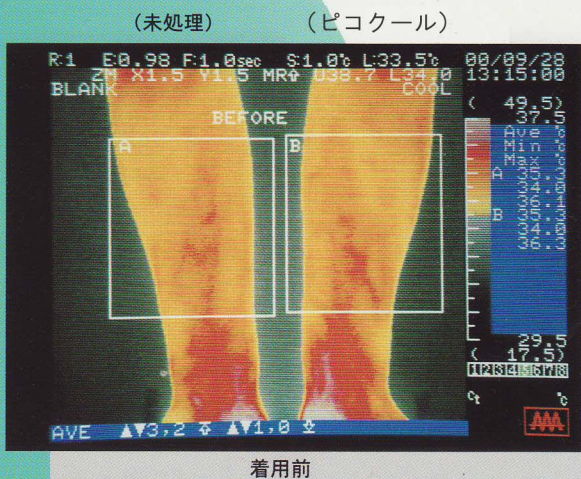 (未処理) (ピコクール)
R:1 E:0.98 F:1.0sec S:1.0℃ L:33.5℃ 00/09/28
ZM X1.5 Y1.5 MR U38.7 L34.0 13:15:00
BLANK COOL
BEFORE
A B
( 49.5)
37.5
Ave ℃
Min ℃
Max ℃
A 35.3
34.0
36.1
B 35.3
34.0
36.3
29.5
( 17.5)
12345678
℃
AVE ▲▼3,2 ▲▼1,0
着用前